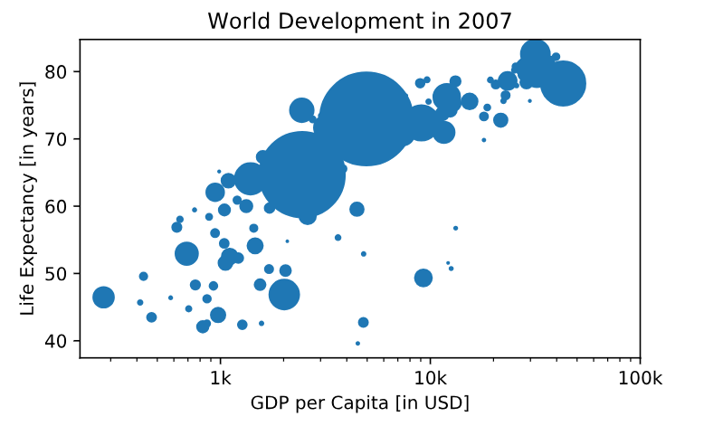 World Development in 2007
Life Expectancy [in years]
80
70
60
50
40
1k
10k
100k
GDP per Capita [in USD]